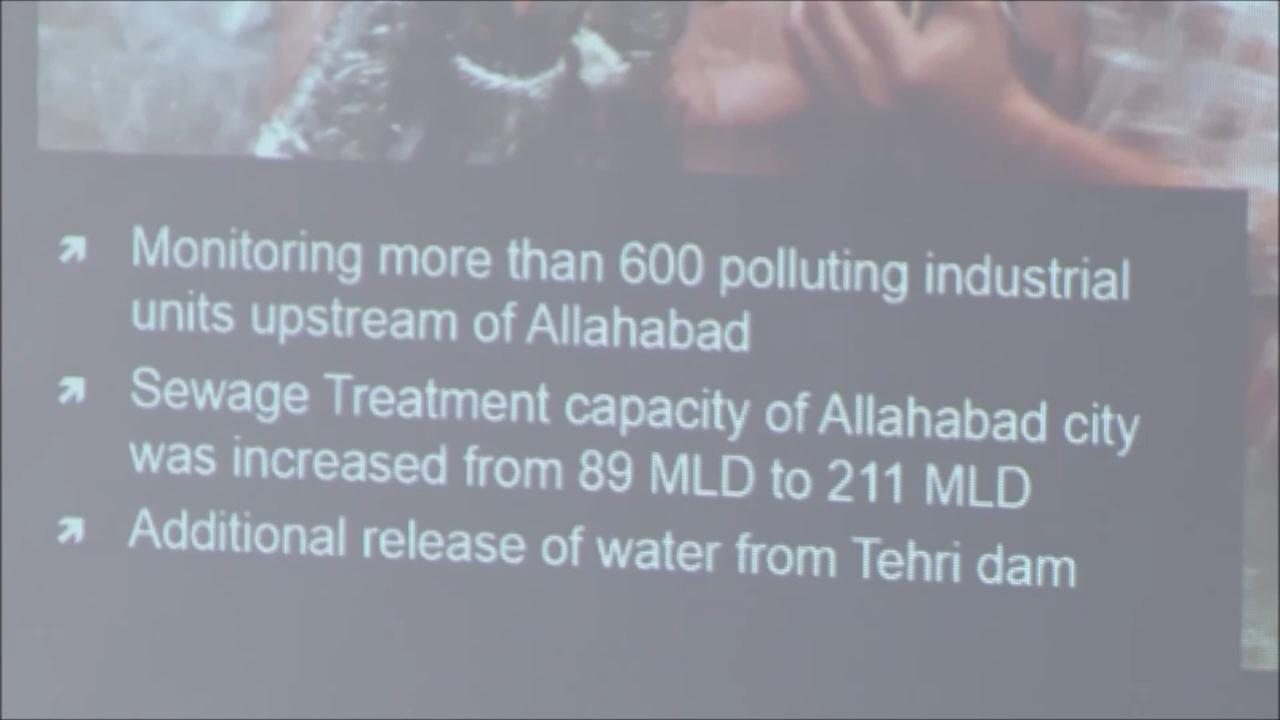 Monitoring more than 600 polluting industrial
units upstream of Allahabad
Sewage Treatment capacity of Allahabad city
was increased from 89 MLD to 211 MLD
Additional release of water from Tehri dam